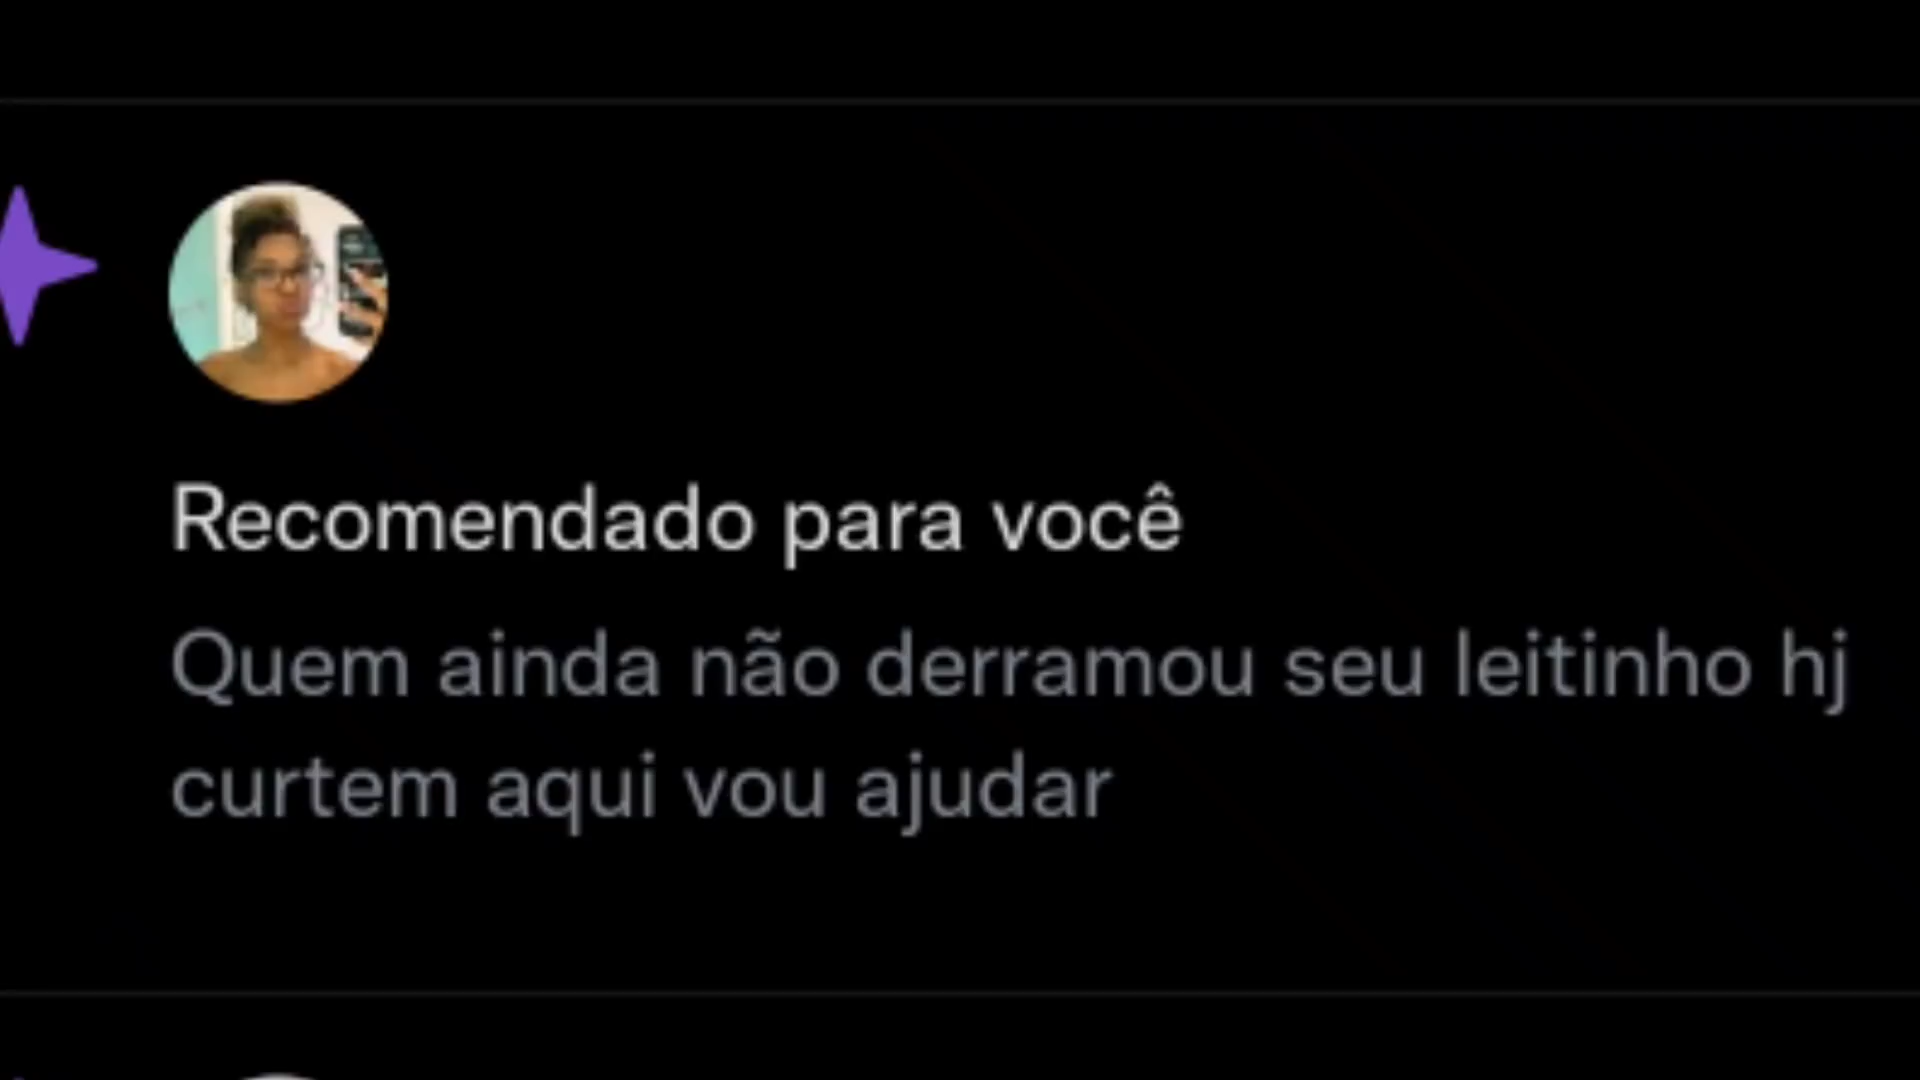 Recomendado para você
Quem ainda não derramou seu leitinho hj
curtem aqui vou ajudar